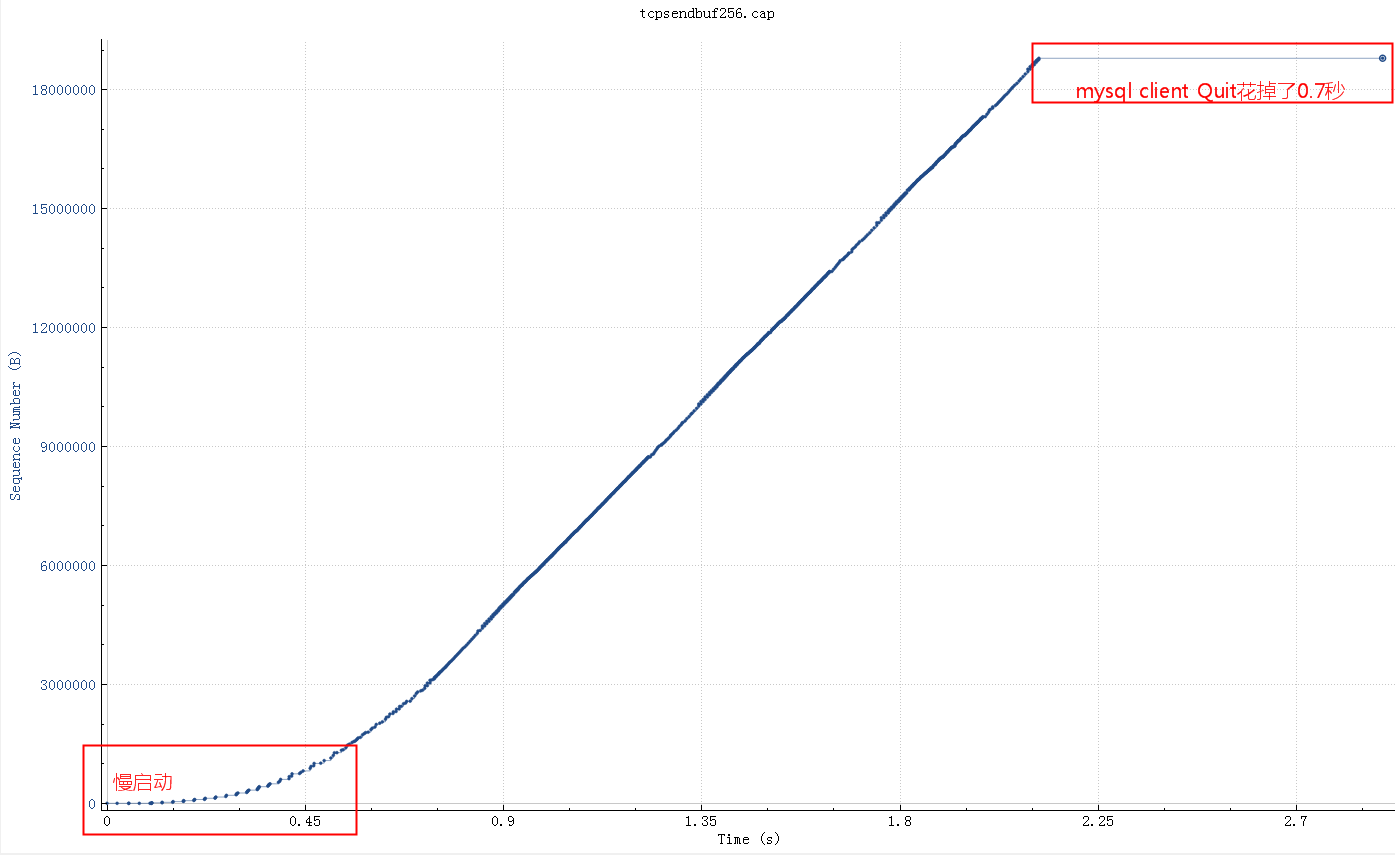 tcpsendbuf256.cap
mysql client Quit花掉了0.7秒
18000000
15000000
12000000
9000000
6000000
3000000
0
Sequence Number (B)
慢启动
0 0.45 0.9 1.35 1.8 2.25 2.7
Time (s)